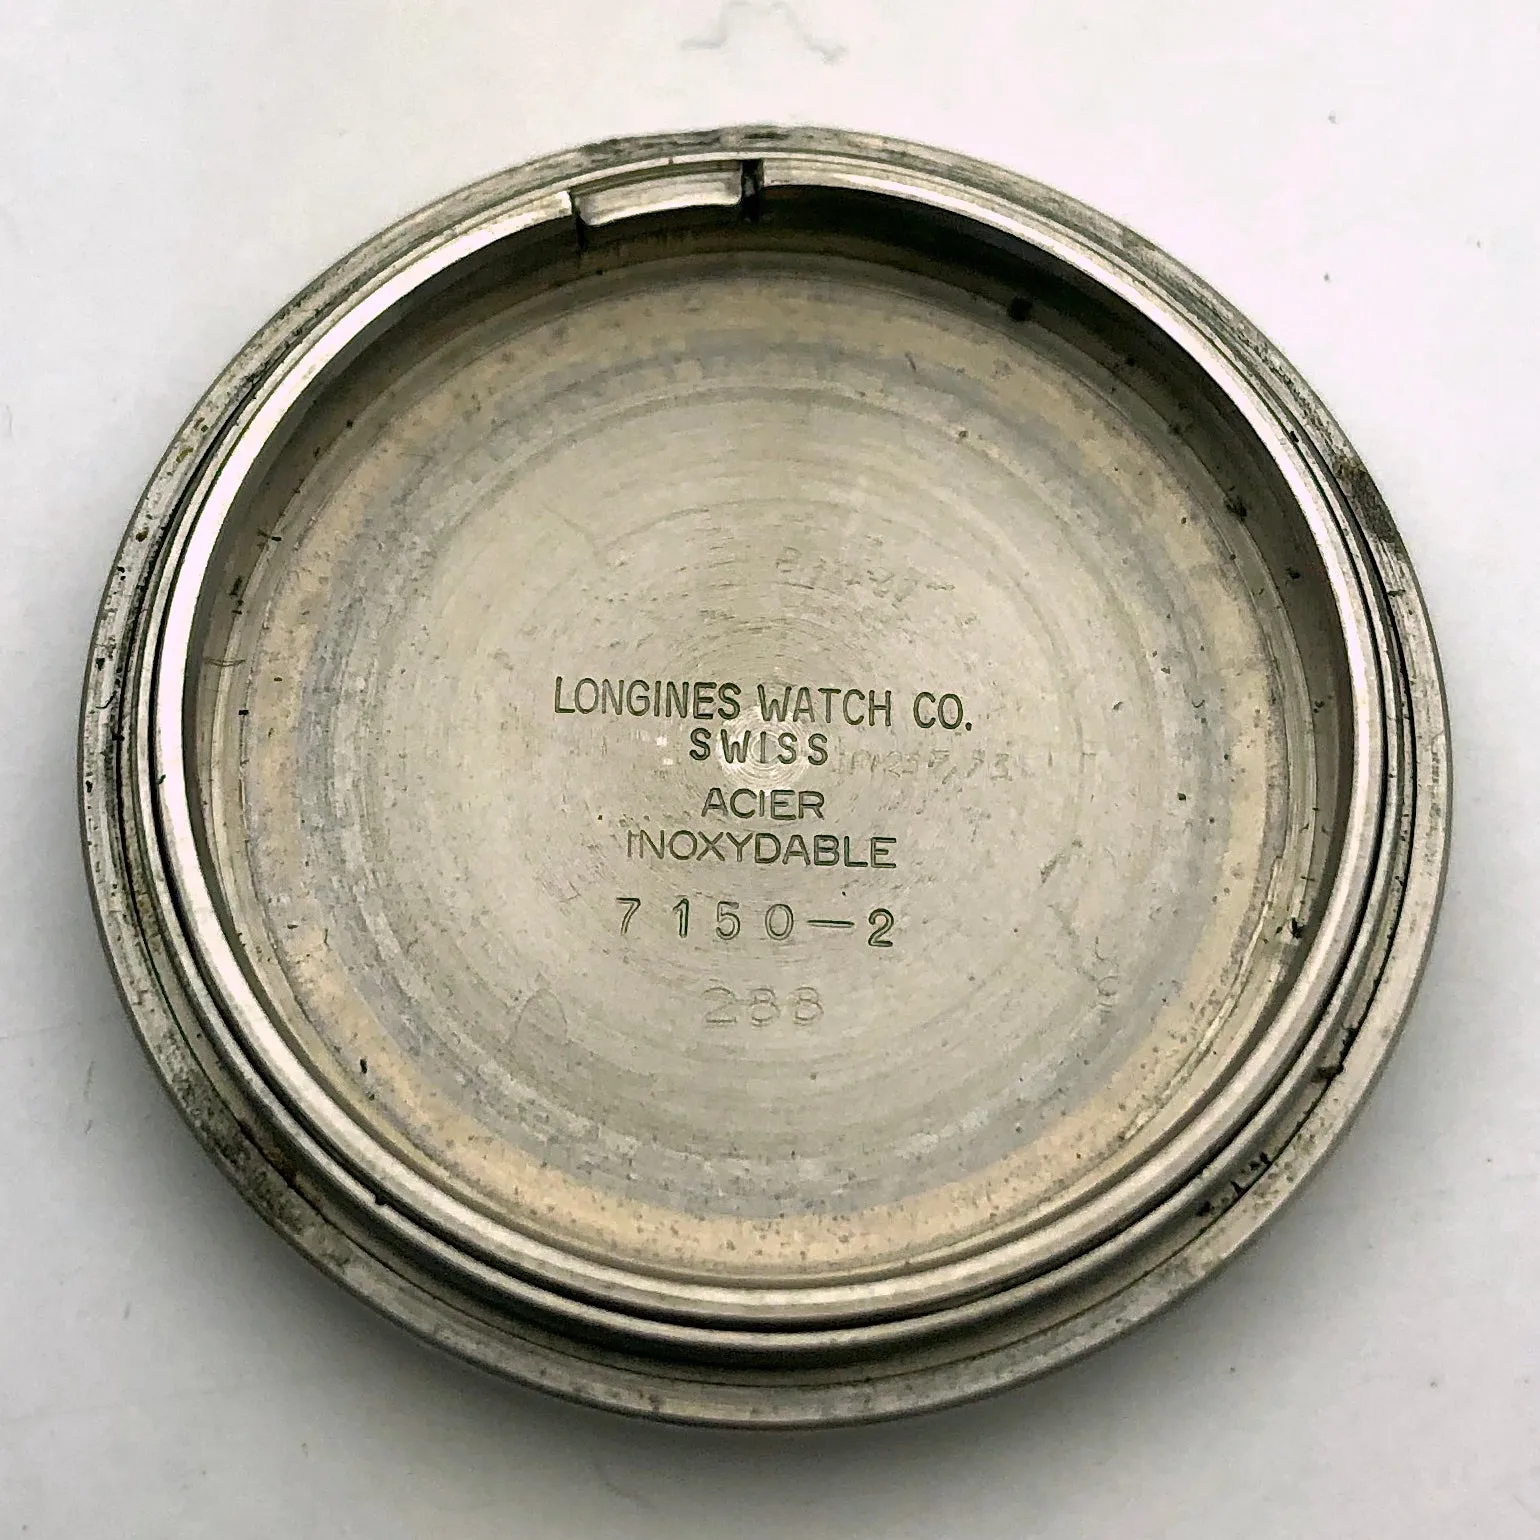 LONGINES WATCH CO.
SWISS
ACIER
INOXYDABLE
7150-2
288